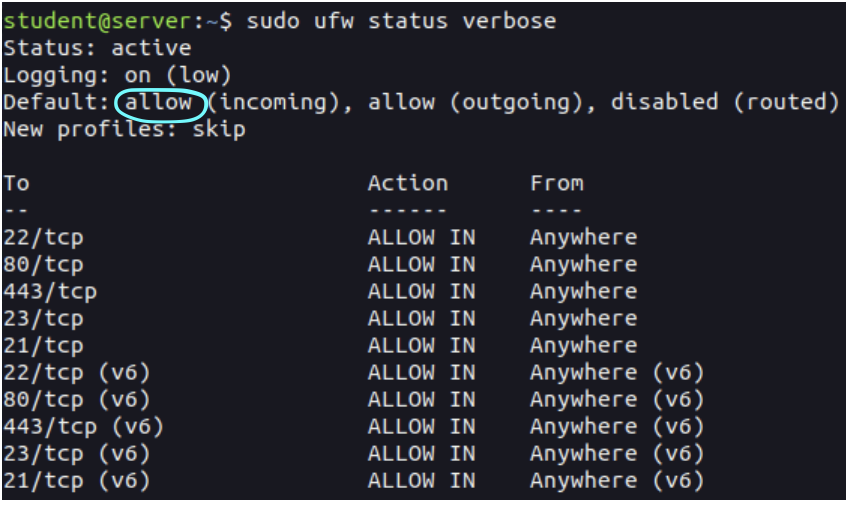 student@server:~$ sudo ufw status verbose
Status: active
Logging: on (low)
Default: allow (incoming), allow (outgoing), disabled (routed)
New profiles: skip
To                         Action      From
--                         ------      ----
22/tcp                     ALLOW IN    Anywhere
80/tcp                     ALLOW IN    Anywhere
443/tcp                    ALLOW IN    Anywhere
23/tcp                     ALLOW IN    Anywhere
21/tcp                     ALLOW IN    Anywhere
22/tcp (v6)                ALLOW IN    Anywhere (v6)
80/tcp (v6)                ALLOW IN    Anywhere (v6)
443/tcp (v6)               ALLOW IN    Anywhere (v6)
23/tcp (v6)                ALLOW IN    Anywhere (v6)
21/tcp (v6)                ALLOW IN    Anywhere (v6)